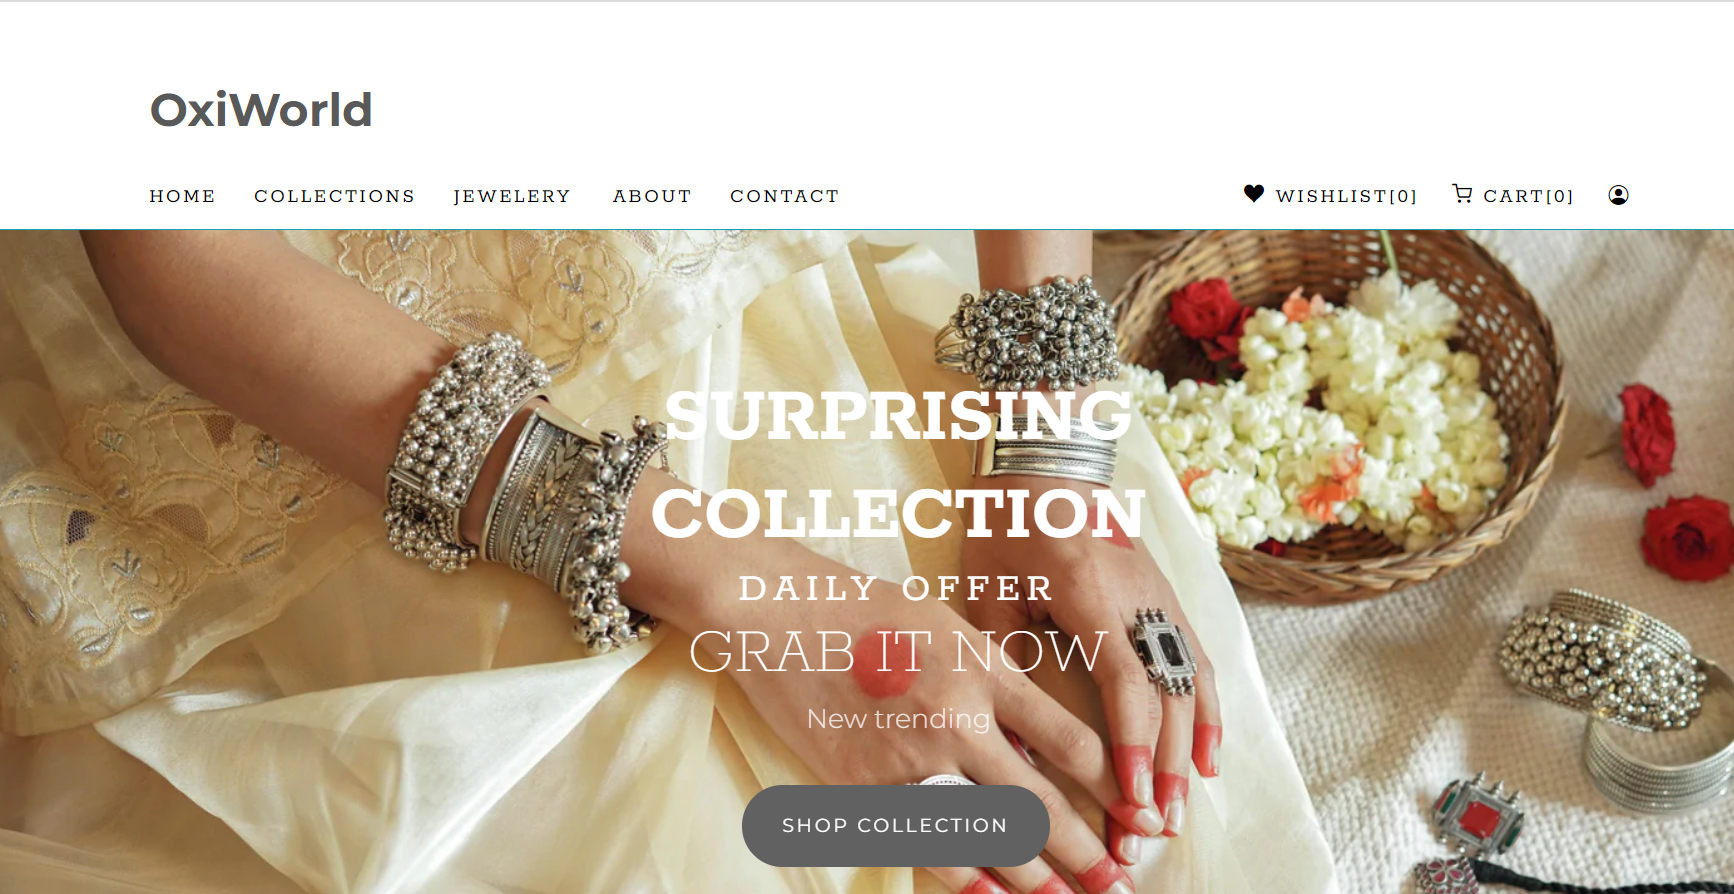 OxiWorld
HOME COLLECTIONS JEWELERY ABOUT CONTACT WISHLIST[0] CART[0]
SURPRISING
COLLECTION
DAILY OFFER
GRAB IT NOW
New trending
SHOP COLLECTION